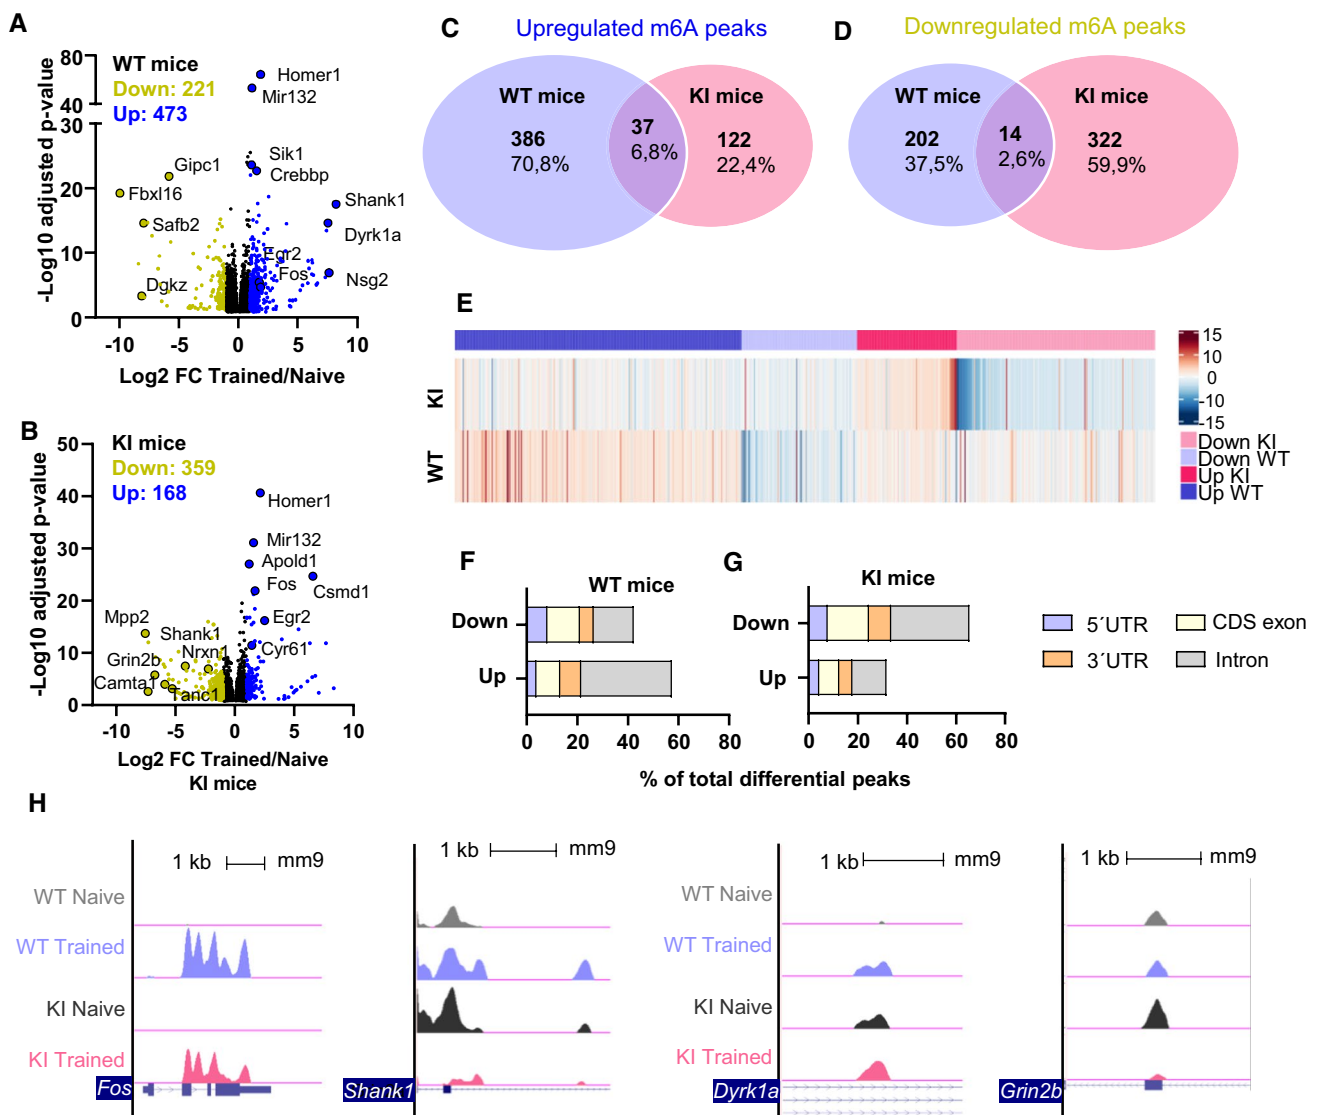 A
WT mice
Down: 221
Up: 473
80
40
30
20
10
0
-Log10 adjusted p-value
Homer1
Mir132
Sik1
Crebbp
Gipc1
Fbxl16
Safb2
Dgkz
Shank1
Dyrk1a
Egr2
Fos
Nsg2
-10 -5 0 5 10
Log2 FC Trained/Naive
B
KI mice
Down: 359
Up: 168
50
40
30
20
10
0
-Log10 adjusted p-value
Homer1
Mir132
Apold1
Fos
Csmd1
Egr2
Cyr61
Mpp2
Shank1
Nrxn1
Grin2b
Camta1
Tanc1
-10 -5 0 5 10
Log2 FC Trained/Naive
KI mice
C
Upregulated m6A peaks
WT mice
386
70,8%
37
6,8%
KI mice
122
22,4%
D
Downregulated m6A peaks
WT mice
202
37,5%
14
2,6%
KI mice
322
59,9%
E
KI
WT
15
10
0
-10
-15
Down KI
Down WT
Up KI
Up WT
F
WT mice
Down
Up
0 20 40 60 80
G
KI mice
Down
Up
0 20 40 60 80
% of total differential peaks
5´UTR
CDS exon
3´UTR
Intron
H
1 kb mm9
WT Naive
WT Trained
KI Naive
KI Trained
Fos
1 kb mm9
Shank1
1 kb mm9
WT Naive
WT Trained
KI Naive
KI Trained
Dyrk1a
1 kb mm9
Grin2b